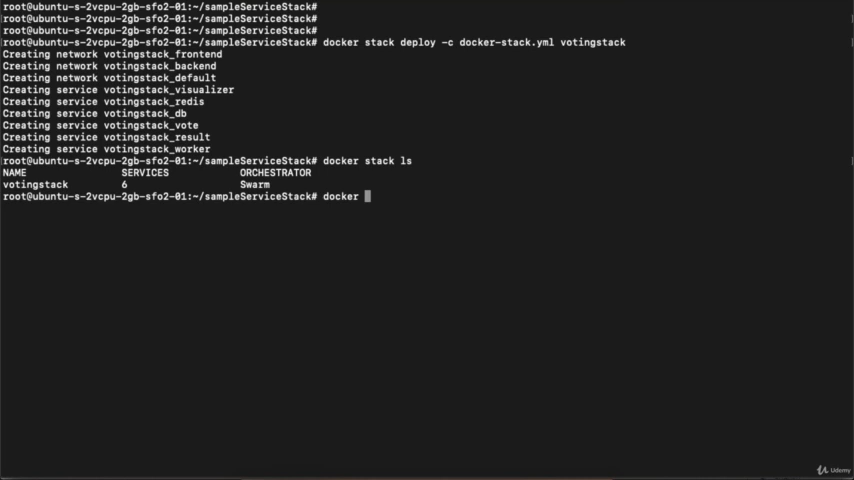 root@ubuntu-s-2vcpu-2gb-sfo2-01:~/sampleServiceStack#
root@ubuntu-s-2vcpu-2gb-sfo2-01:~/sampleServiceStack#
root@ubuntu-s-2vcpu-2gb-sfo2-01:~/sampleServiceStack#
root@ubuntu-s-2vcpu-2gb-sfo2-01:~/sampleServiceStack# docker stack deploy -c docker-stack.yml votingstack
Creating network votingstack_frontend
Creating network votingstack_backend
Creating network votingstack_default
Creating service votingstack_visualizer
Creating service votingstack_redis
Creating service votingstack_db
Creating service votingstack_vote
Creating service votingstack_result
Creating service votingstack_worker
root@ubuntu-s-2vcpu-2gb-sfo2-01:~/sampleServiceStack# docker stack ls
NAME SERVICES ORCHESTRATOR
votingstack 6 Swarm
root@ubuntu-s-2vcpu-2gb-sfo2-01:~/sampleServiceStack# docker
Udemy